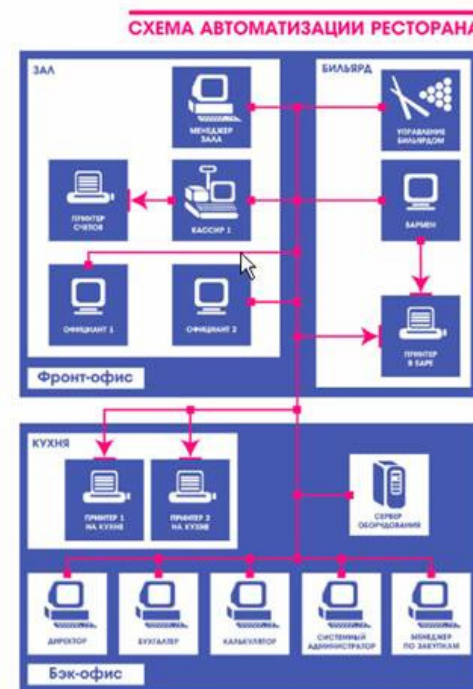 СХЕМА АВТОМАТИЗАЦИИ РЕСТОРАНА
ЗАЛ
БИЛЬЯРД
МЕНЕДЖЕР
ЗАЛА
УПРАВЛЕНИЕ
БИЛЬЯРДОМ
ПРИНТЕР
СЧЕТОВ
КАССИР 1
БАРМЕН
ОФИЦИАНТ 1
ОФИЦИАНТ 2
ПРИНТЕР
В БАРЕ
Фронт-офис
КУХНЯ
ПРИНТЕР 1
НА КУХНЕ
ПРИНТЕР 2
НА КУХНЕ
СЕРВЕР
ОБОРУДОВАНИЯ
ДИРЕКТОР
БУХГАЛТЕР
КАЛЬКУЛЯТОР
СИСТЕМНЫЙ
АДМИНИСТРАТОР
МЕНЕДЖЕР
ПО ЗАКУПКАМ
Бэк-офис